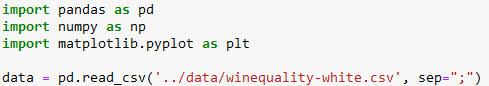 import pandas as pd
import numpy as np
import matplotlib.pyplot as plt
data = pd.read_csv('../data/winequality-white.csv', sep=";")